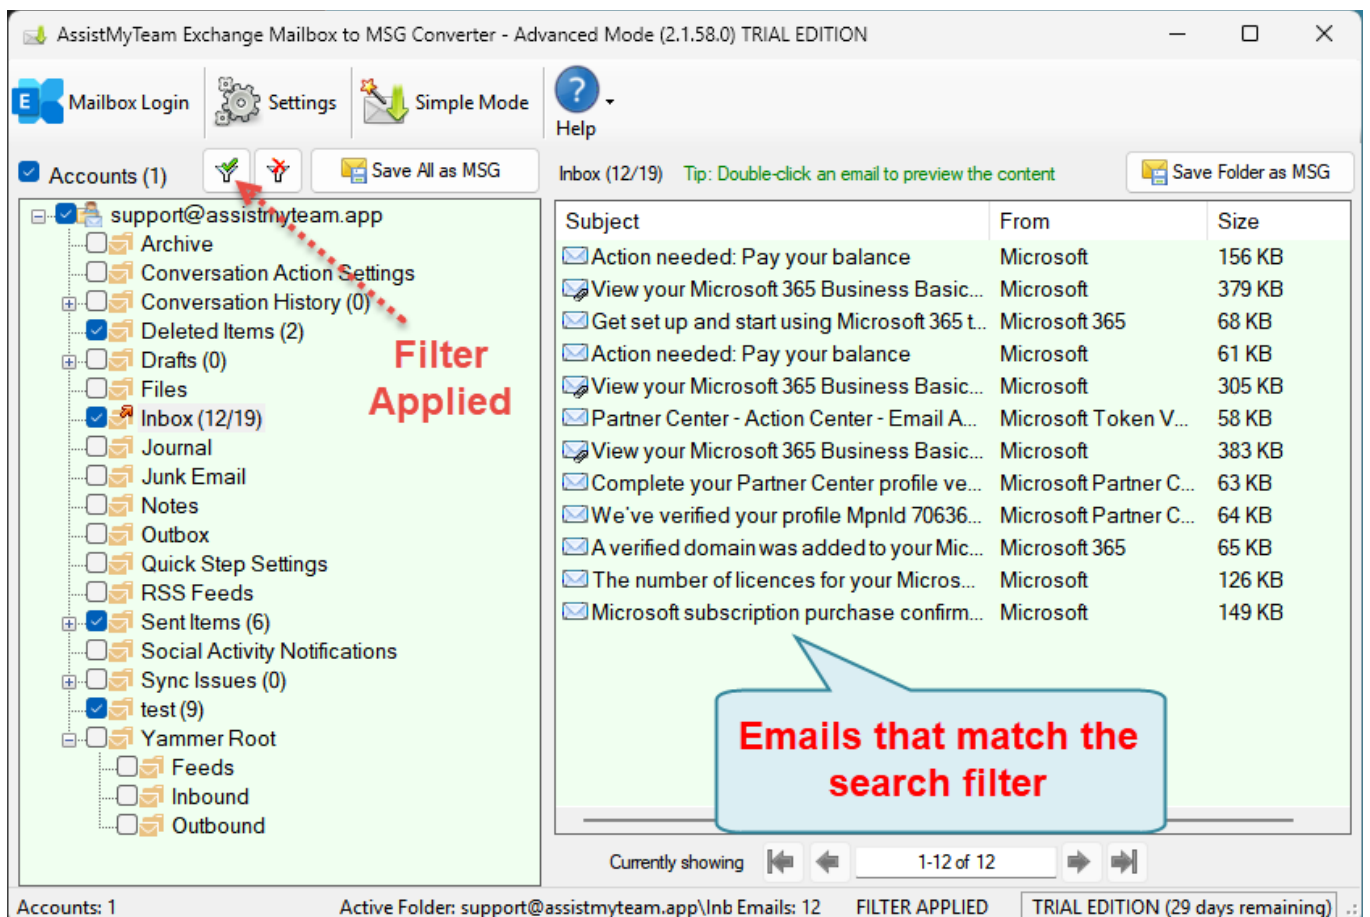 AssistMyTeam Exchange Mailbox to MSG Converter - Advanced Mode (2.1.58.0) TRIAL EDITION
E Mailbox Login
Settings
Simple Mode
?
Help
Accounts (1)
Save All as MSG
Inbox (12/19)
Tip: Double-click an email to preview the content
Save Folder as MSG
support@assistmyteam.app
Archive
Conversation Action Settings
Conversation History (0)
Deleted Items (2)
Drafts (0)
Files
Inbox (12/19)
Journal
Junk Email
Notes
Outbox
Quick Step Settings
RSS Feeds
Sent Items (6)
Social Activity Notifications
Sync Issues (0)
test (9)
Yammer Root
Feeds
Inbound
Outbound
Filter
Applied
Subject From Size
Action needed: Pay your balance Microsoft 156 KB
View your Microsoft 365 Business Basic... Microsoft 379 KB
Get set up and start using Microsoft 365 t... Microsoft 365 68 KB
Action needed: Pay your balance Microsoft 61 KB
View your Microsoft 365 Business Basic... Microsoft 305 KB
Partner Center - Action Center - Email A... Microsoft Token V... 58 KB
View your Microsoft 365 Business Basic... Microsoft 383 KB
Complete your Partner Center profile ve... Microsoft Partner C... 63 KB
We've verified your profile MpnId 70636... Microsoft Partner C... 64 KB
A verified domain was added to your Mic... Microsoft 365 65 KB
The number of licences for your Micros... Microsoft 126 KB
Microsoft subscription purchase confirm... Microsoft 149 KB
Emails that match the
search filter
Currently showing 1-12 of 12
Accounts: 1 Active Folder: support@assistmyteam.app\Inb Emails: 12 FILTER APPLIED TRIAL EDITION (29 days remaining)